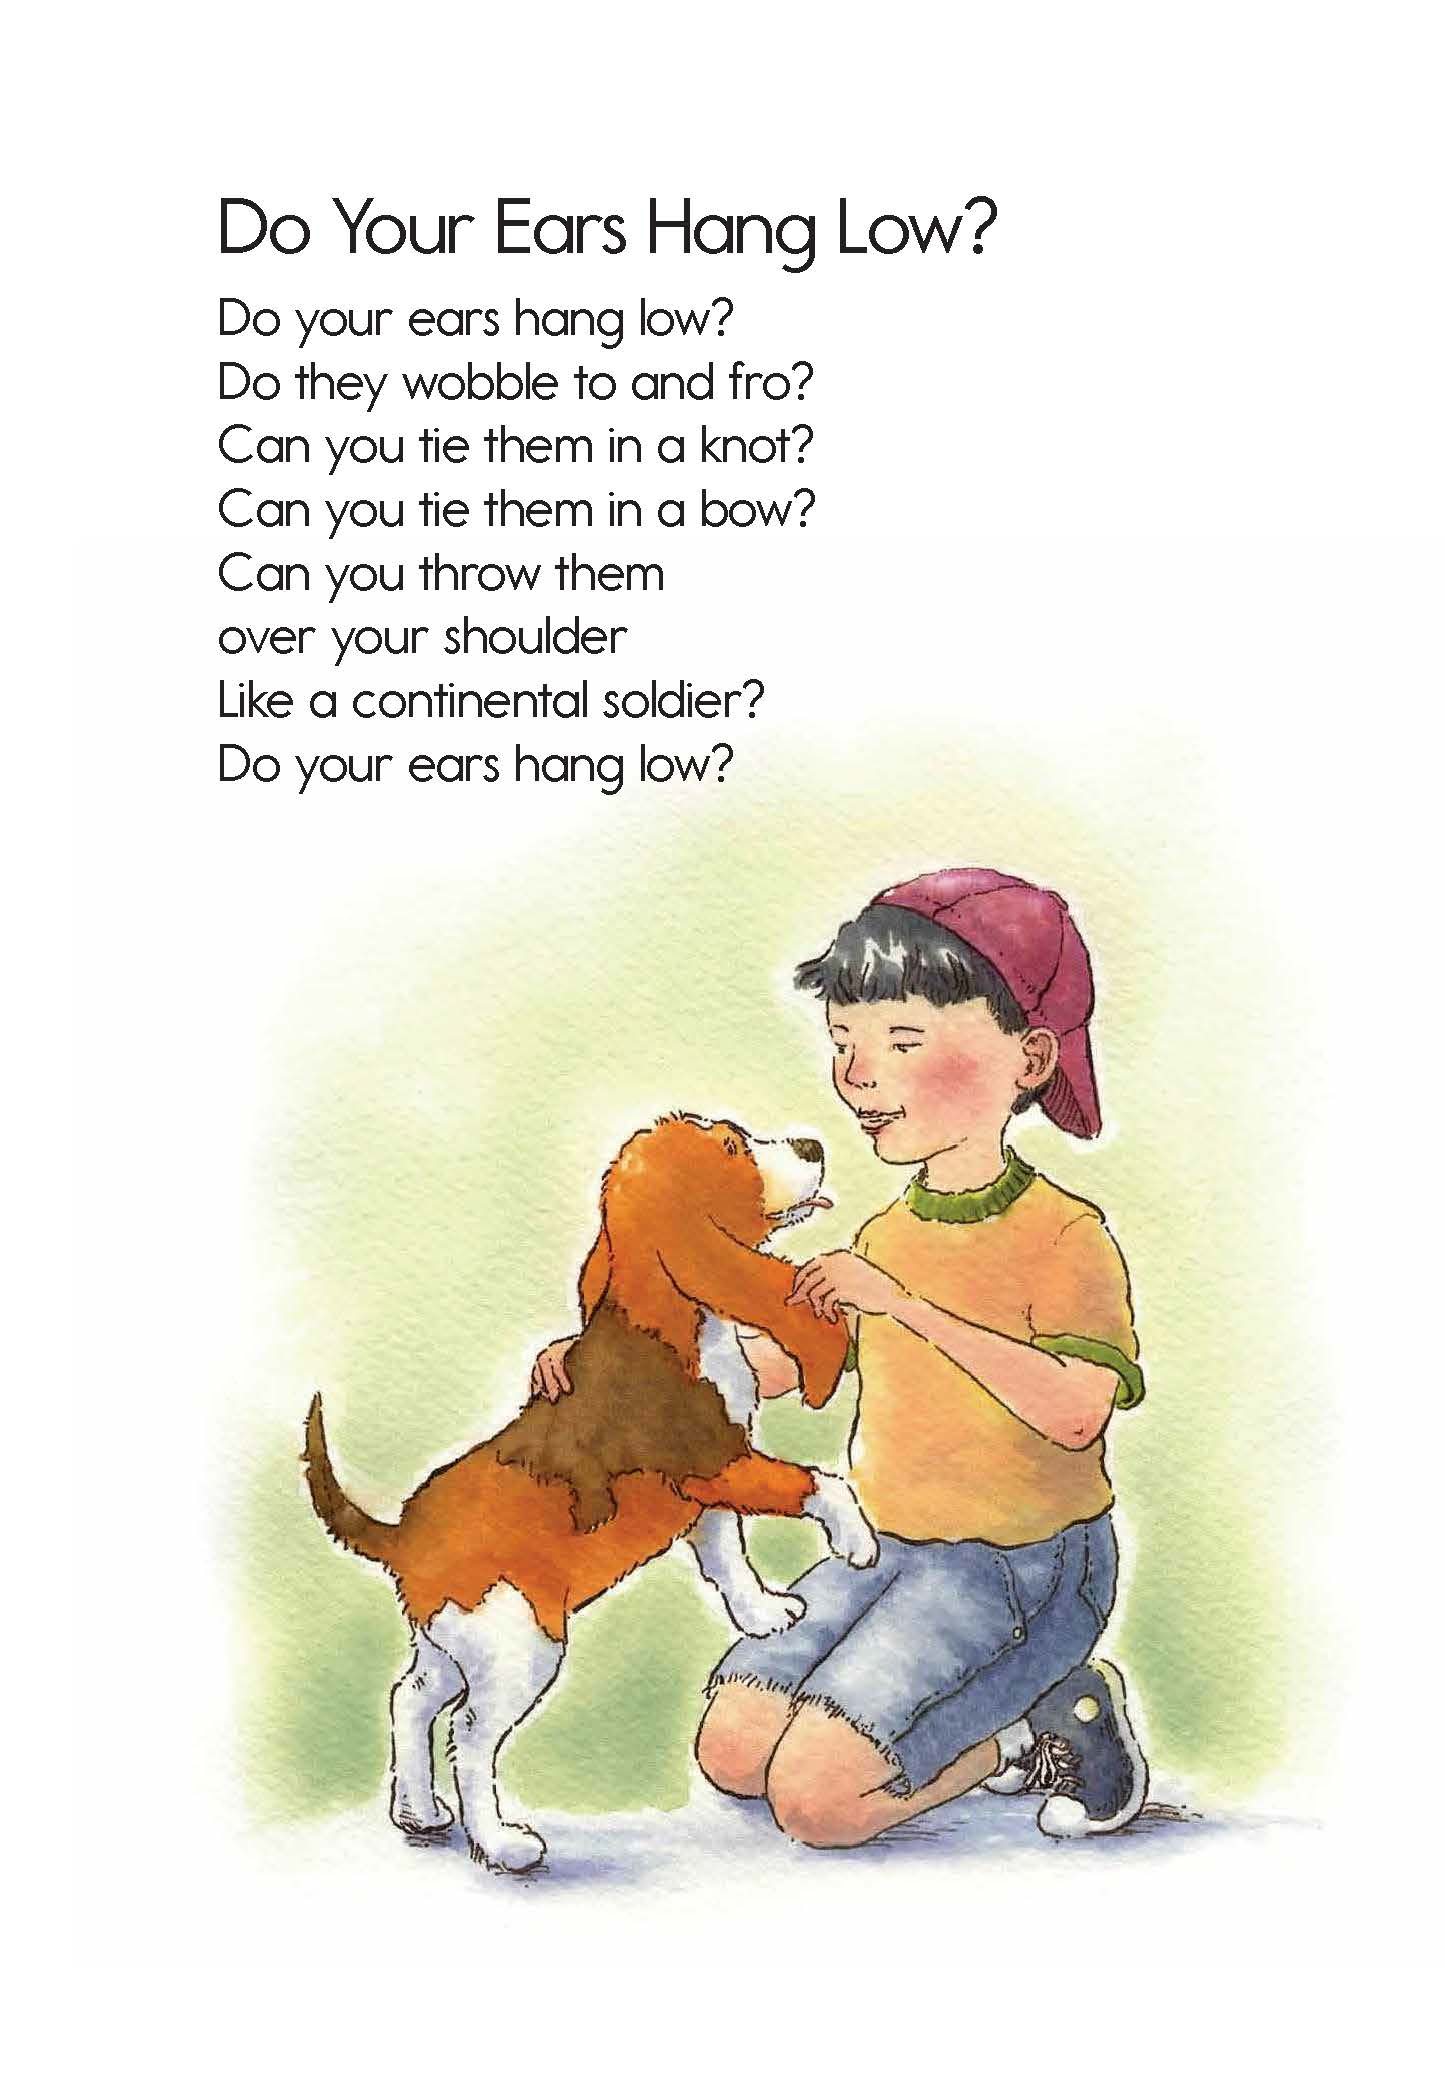 Do Your Ears Hang Low?
Do your ears hang low?
Do they wobble to and fro?
Can you tie them in a knot?
Can you tie them in a bow?
Can you throw them
over your shoulder
Like a continental soldier?
Do your ears hang low?